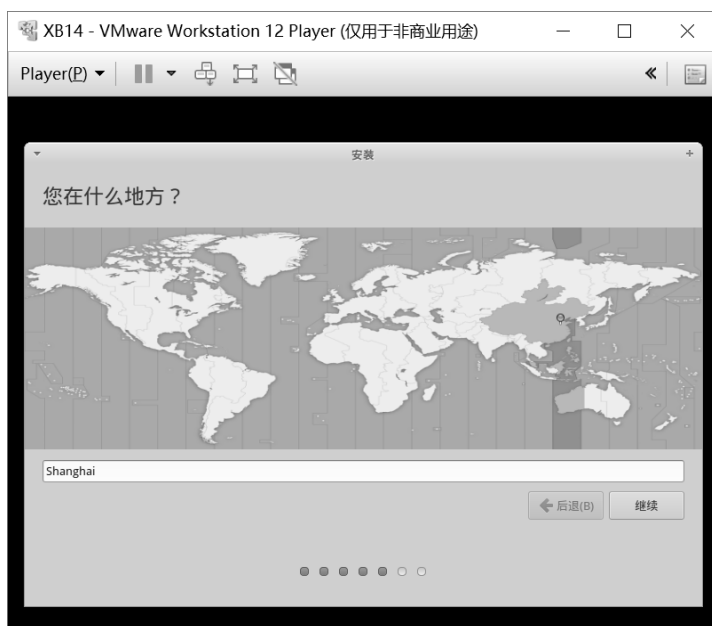 XB14 - VMware Workstation 12 Player (仅用于非商业用途)
Player(P)
安装
您在什么地方？
Shanghai
后退(B) 继续